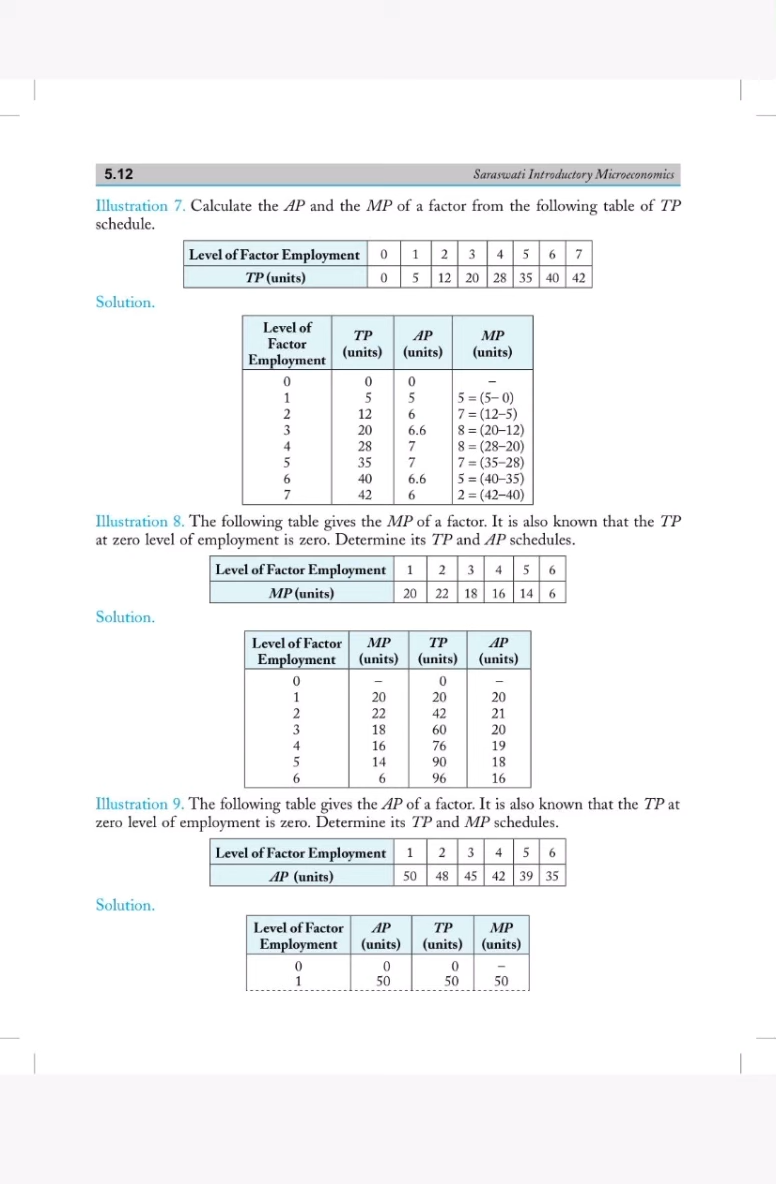 5.12 Saraswati Introductory Microeconomics
Illustration 7. Calculate the AP and the MP of a factor from the following table of TP
schedule.
Level of Factor Employment 0 1 2 3 4 5 6 7
TP (units) 0 5 12 20 28 35 40 42
Solution.
Level of Factor Employment TP (units) AP (units) MP (units)
0 0 0 –
1 5 5 5 = (5– 0)
2 12 6 7 = (12–5)
3 20 6.6 8 = (20–12)
4 28 7 8 = (28–20)
5 35 7 7 = (35–28)
6 40 6.6 5 = (40–35)
7 42 6 2 = (42–40)
Illustration 8. The following table gives the MP of a factor. It is also known that the TP
at zero level of employment is zero. Determine its TP and AP schedules.
Level of Factor Employment 1 2 3 4 5 6
MP (units) 20 22 18 16 14 6
Solution.
Level of Factor Employment MP (units) TP (units) AP (units)
0 – 0 –
1 20 20 20
2 22 42 21
3 18 60 20
4 16 76 19
5 14 90 18
6 6 96 16
Illustration 9. The following table gives the AP of a factor. It is also known that the TP at
zero level of employment is zero. Determine its TP and MP schedules.
Level of Factor Employment 1 2 3 4 5 6
AP (units) 50 48 45 42 39 35
Solution.
Level of Factor Employment AP (units) TP (units) MP (units)
0 0 0 –
1 50 50 50